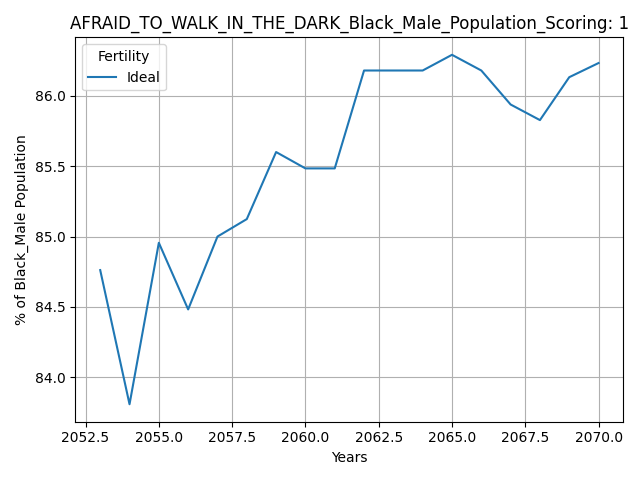 AFRAID_TO_WALK_IN_THE_DARK_Black_Male_Population_Scoring: 1
Fertility
Ideal
% of Black_Male Population
86.0
85.5
85.0
84.5
84.0
2052.5 2055.0 2057.5 2060.0 2062.5 2065.0 2067.5 2070.0
Years